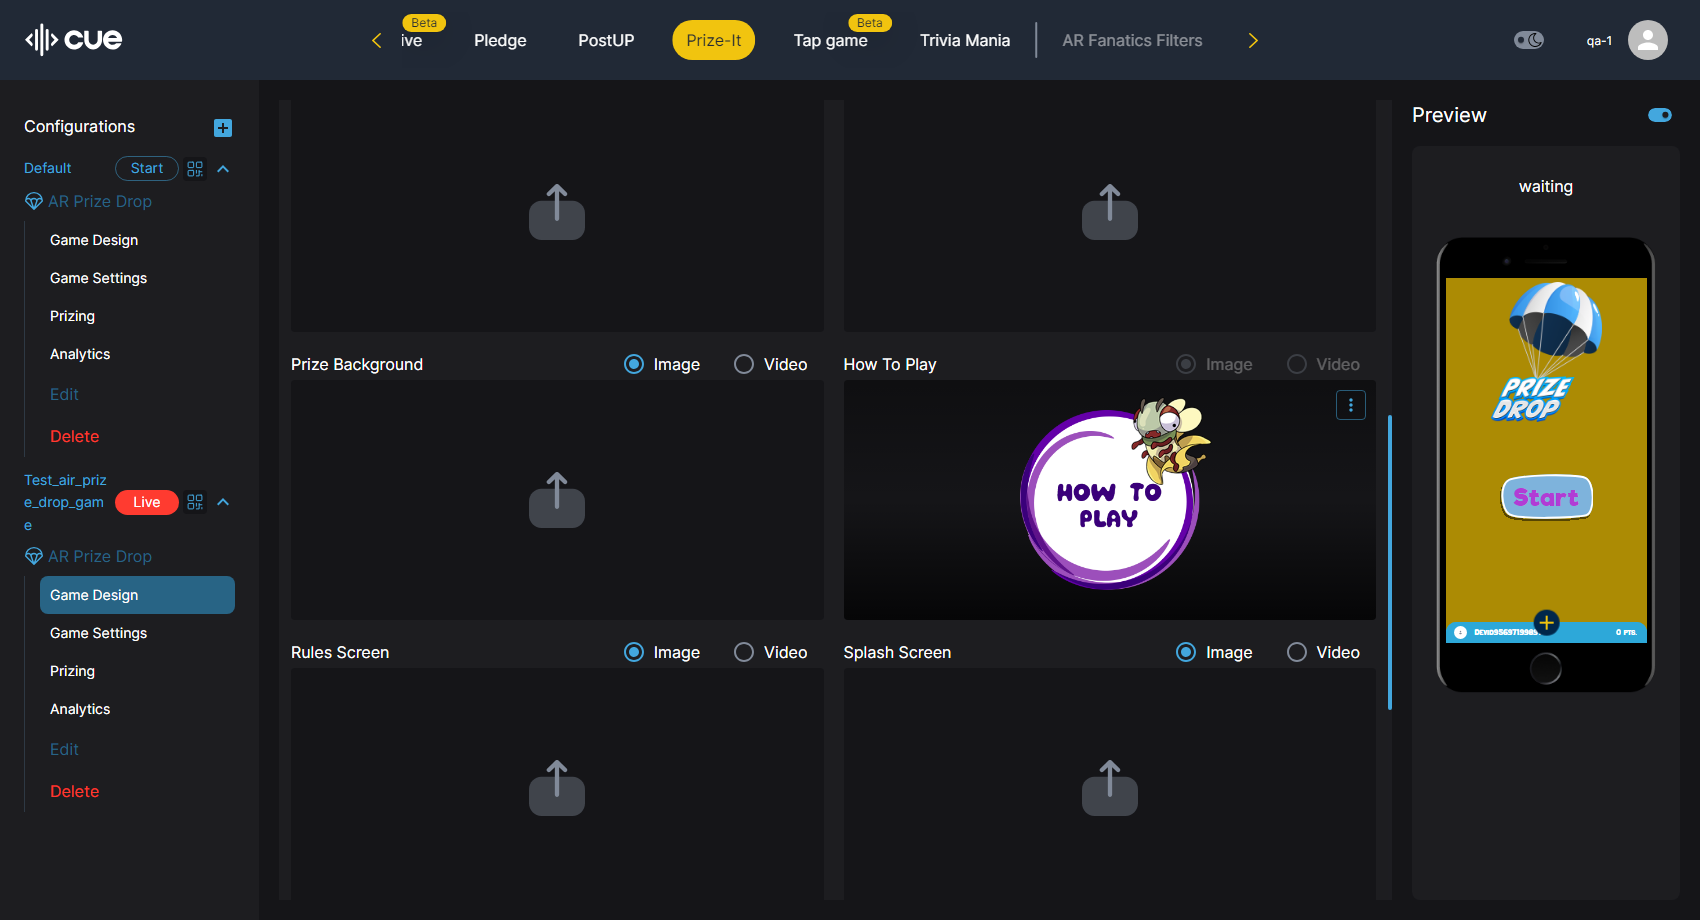 cue
Beta
ive
Pledge
PostUP
Prize-It
Beta
Tap game
Trivia Mania
AR Fanatics Filters
qa-1
Configurations
Default
Start
AR Prize Drop
Game Design
Game Settings
Prizing
Analytics
Edit
Delete
Test_air_priz
e_drop_gam
e
Live
AR Prize Drop
Game Design
Game Settings
Prizing
Analytics
Edit
Delete
Prize Background
Image
Video
How To Play
Image
Video
HOW TO
PLAY
Rules Screen
Image
Video
Splash Screen
Image
Video
Preview
waiting
PRIZE
DROP
Start
0 PTS.